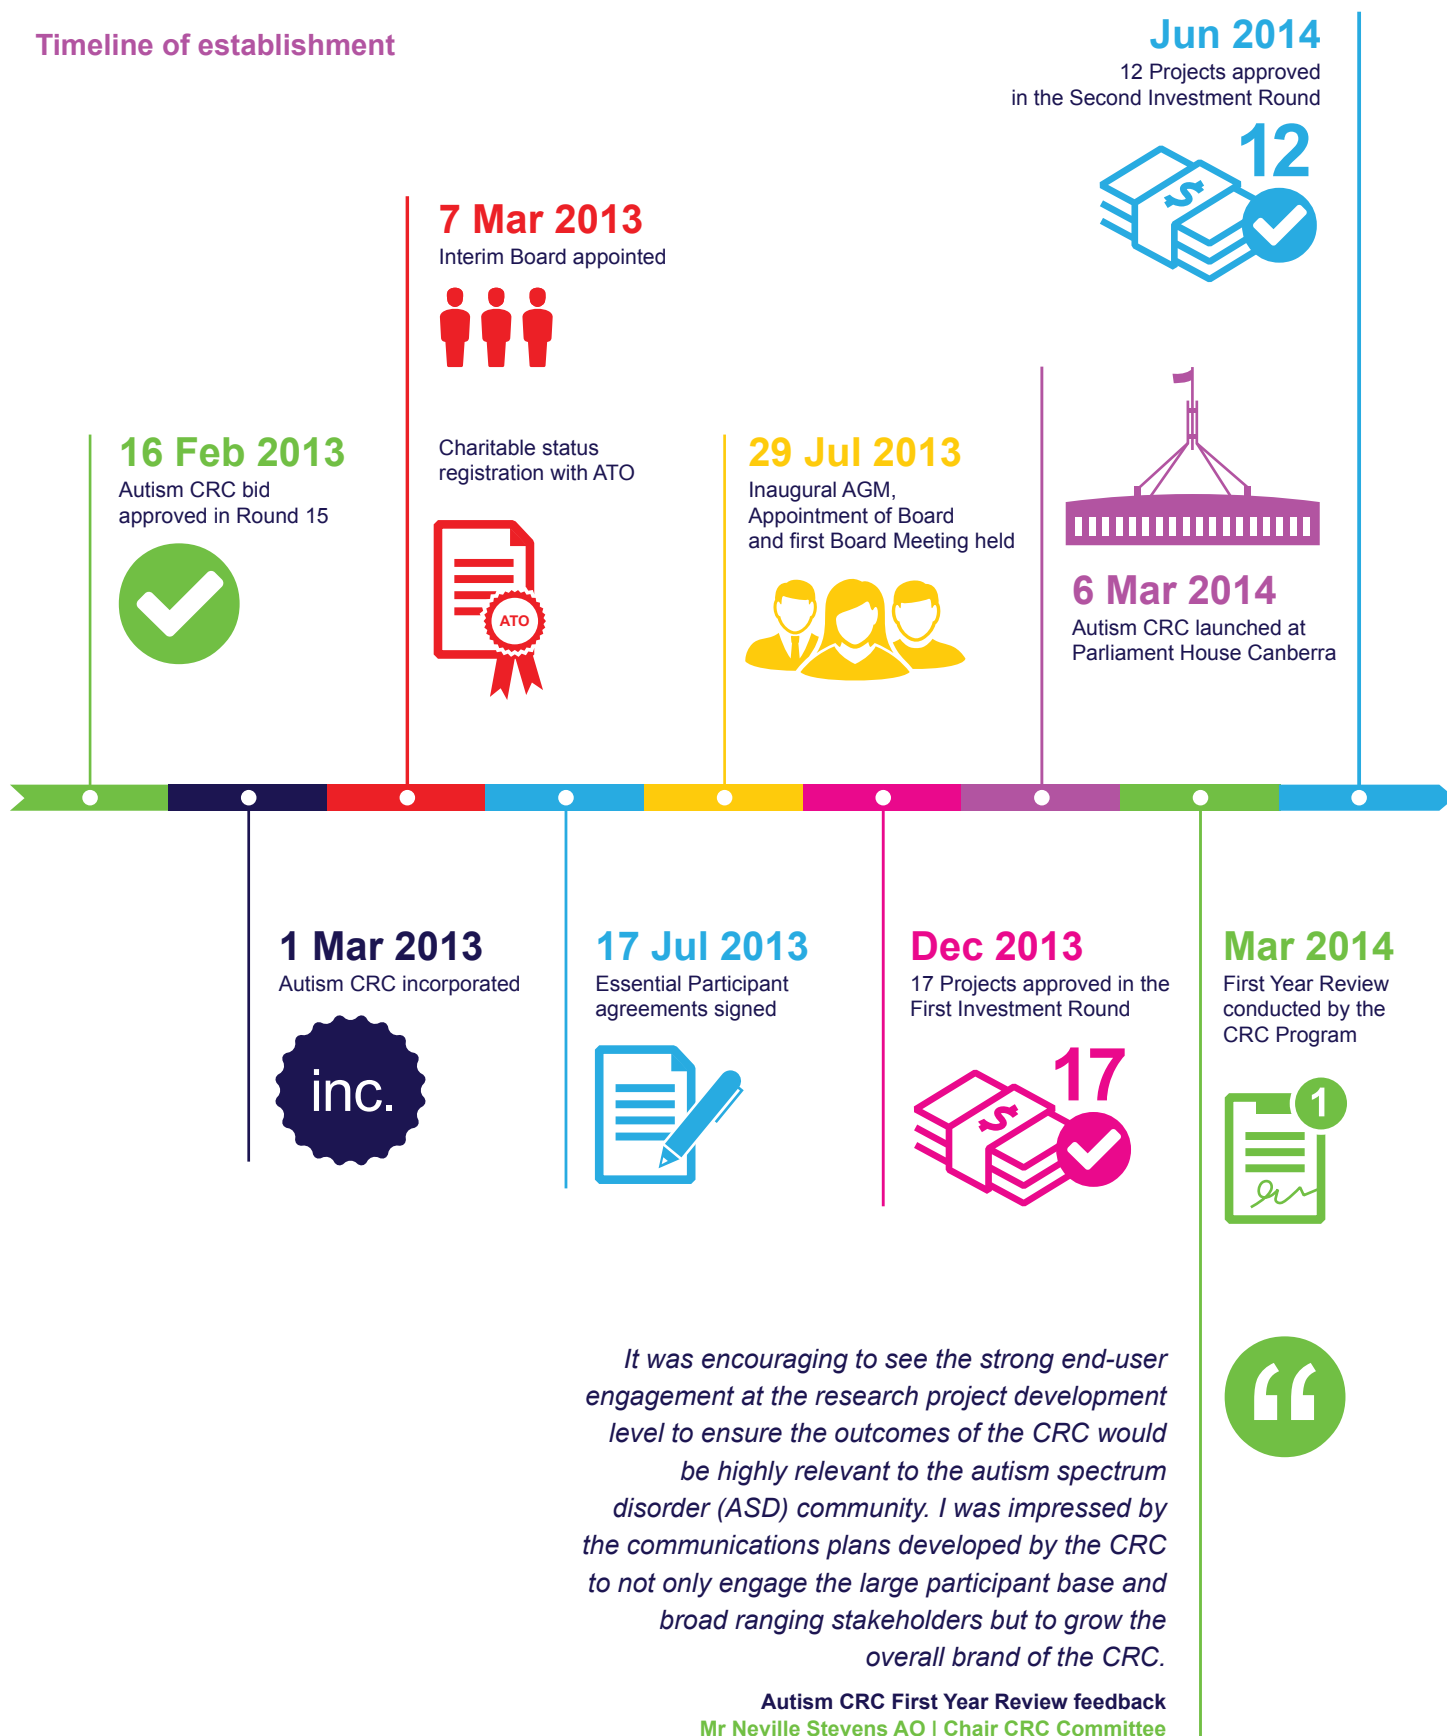 Timeline of establishment
16 Feb 2013
Autism CRC bid
approved in Round 15
1 Mar 2013
Autism CRC incorporated
inc.
7 Mar 2013
Interim Board appointed
Charitable status
registration with ATO
ATO
17 Jul 2013
Essential Participant
agreements signed
29 Jul 2013
Inaugural AGM,
Appointment of Board
and first Board Meeting held
Dec 2013
17 Projects approved in the
First Investment Round
17
$
6 Mar 2014
Autism CRC launched at
Parliament House Canberra
Mar 2014
First Year Review
conducted by the
CRC Program
1
Jun 2014
12 Projects approved
in the Second Investment Round
12
$
“
It was encouraging to see the strong end-user
engagement at the research project development
level to ensure the outcomes of the CRC would
be highly relevant to the autism spectrum
disorder (ASD) community. I was impressed by
the communications plans developed by the CRC
to not only engage the large participant base and
broad ranging stakeholders but to grow the
overall brand of the CRC.
Autism CRC First Year Review feedback
Mr Neville Stevens AO | Chair CRC Committee